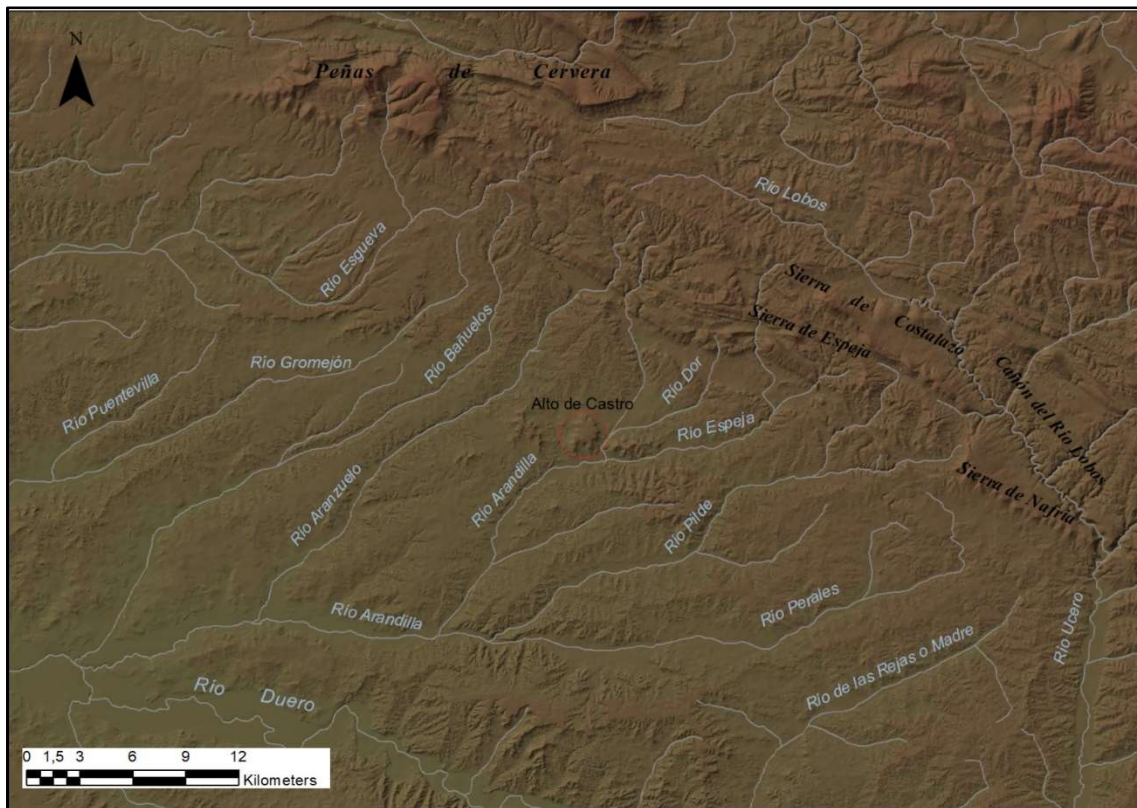 N
Peñas de Cervera
Río Lobos
Río Esgueva
Sierra de Costalazo
Sierra de Espeja
Río Bañuelos
Río Gromejón
Río Dor
Cañón del Río Lobos
Río Puentevilla
Alto de Castro
Río Espeja
Río Arandilla
Río Aranzuelo
Río Pilde
Sierra de Nafría
Río Arandilla
Río Perales
Río Ucero
Río de las Rejas o Madre
Río Duero
0 1,5 3 6 9 12
Kilometers